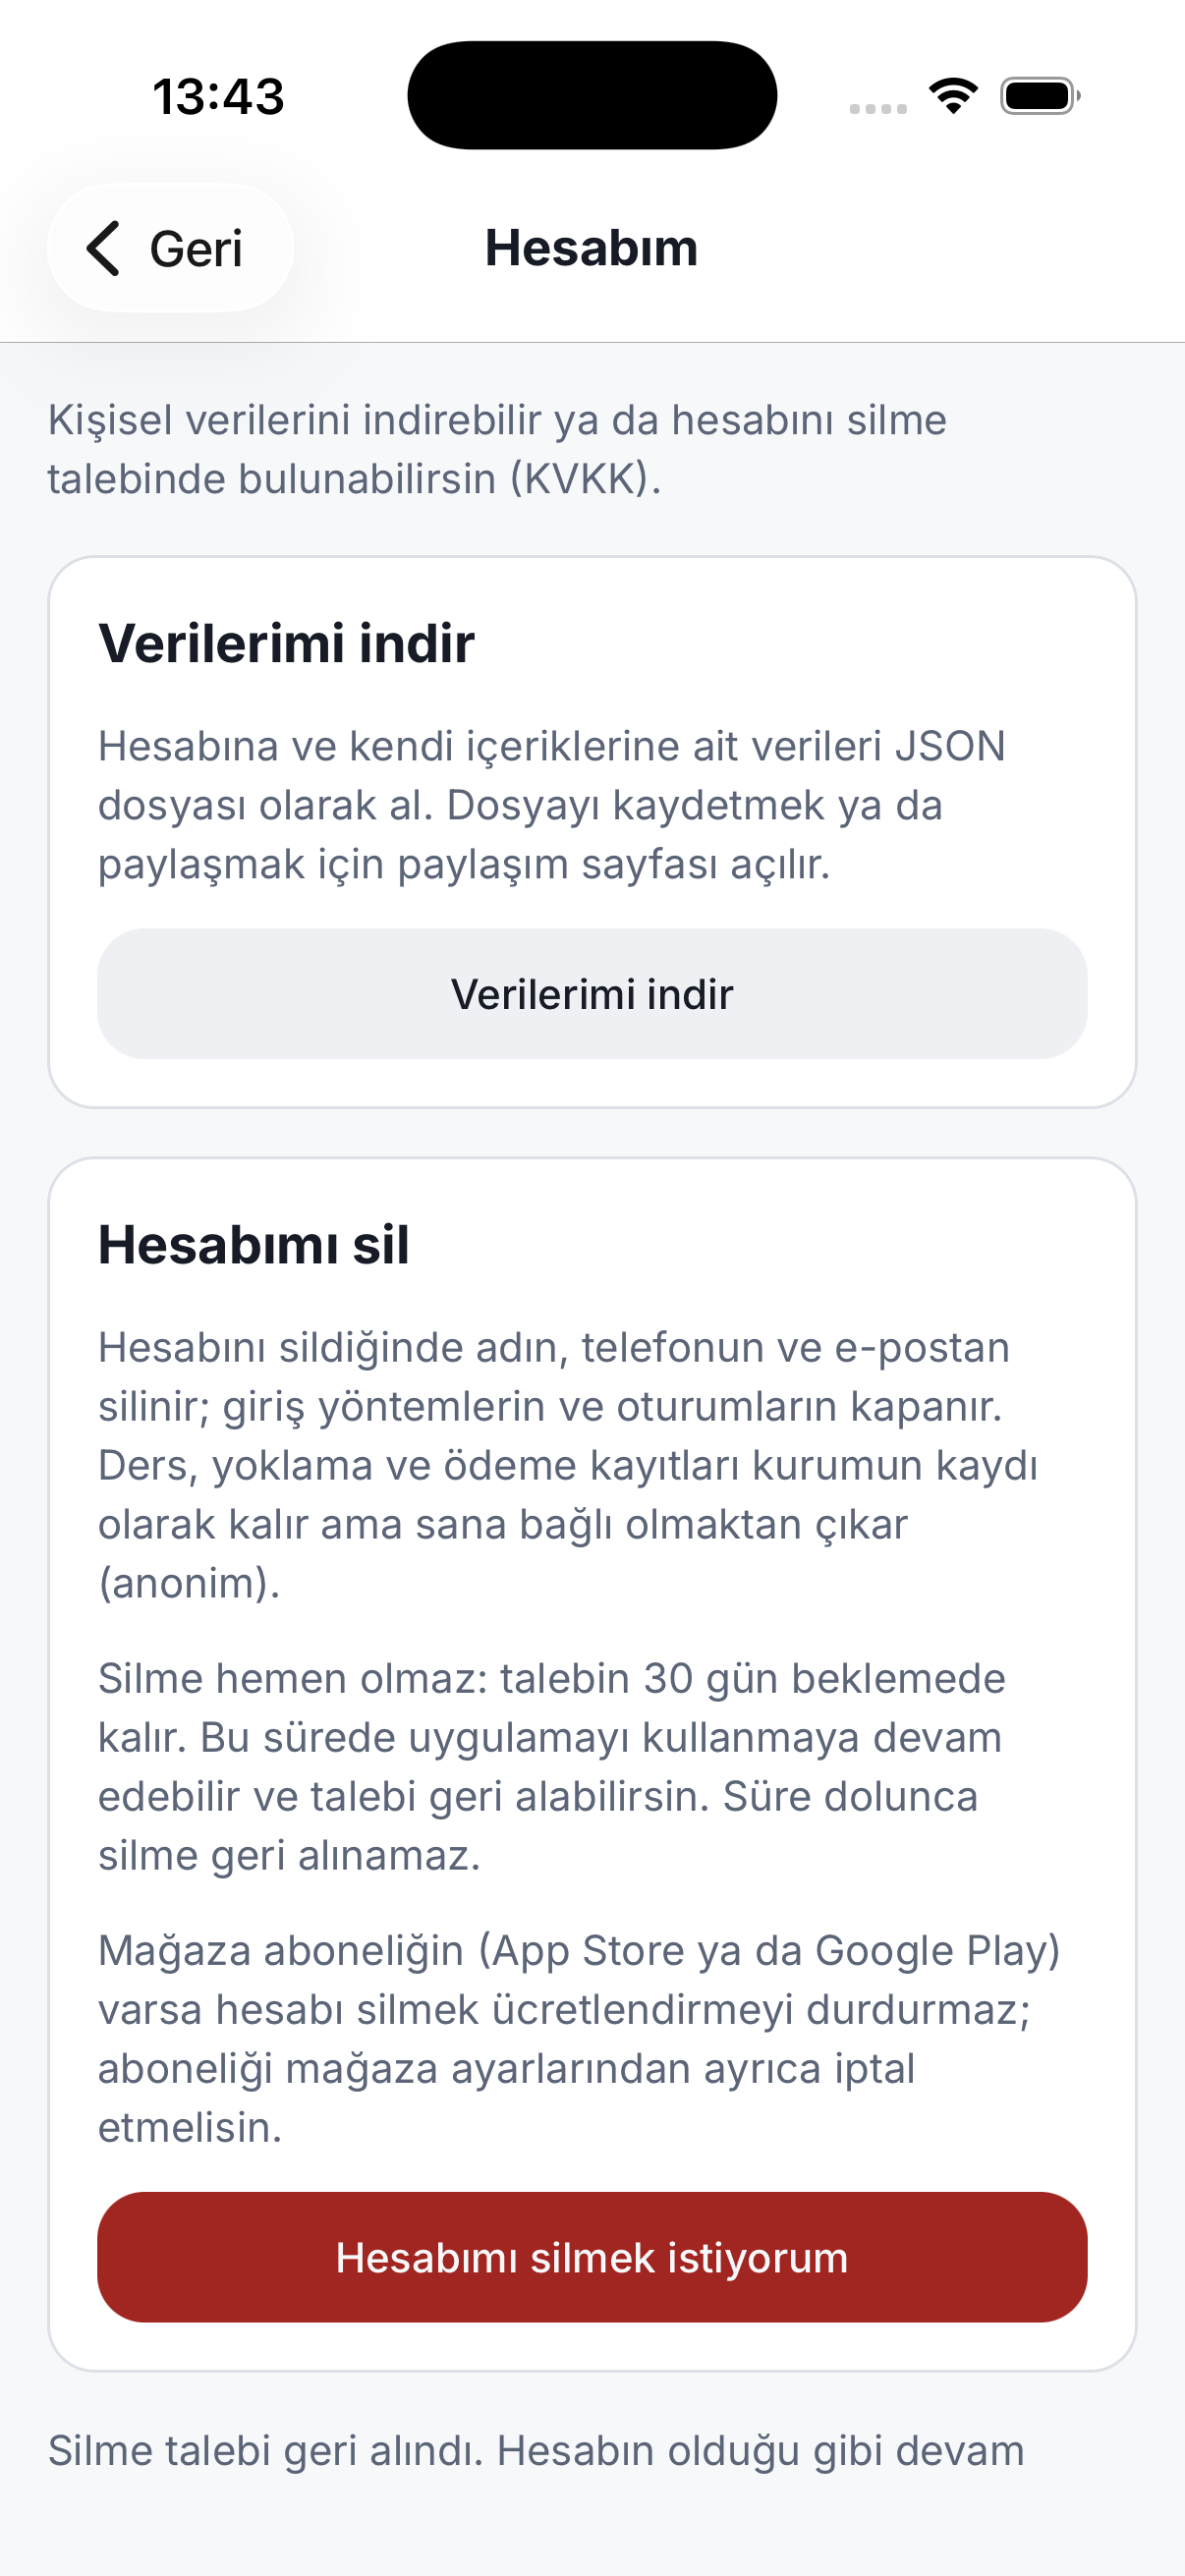 13:43
Geri
Hesabım
Kişisel verilerini indirebilir ya da hesabını silme
talebinde bulunabilirsin (KVKK).
Verilerimi indir
Hesabına ve kendi içeriklerine ait verileri JSON
dosyası olarak al. Dosyayı kaydetmek ya da
paylaşmak için paylaşım sayfası açılır.
Verilerimi indir
Hesabımı sil
Hesabını sildiğinde adın, telefonun ve e-postan
silinir; giriş yöntemlerin ve oturumların kapanır.
Ders, yoklama ve ödeme kayıtları kurumun kaydı
olarak kalır ama sana bağlı olmaktan çıkar
(anonim).
Silme hemen olmaz: talebin 30 gün beklemede
kalır. Bu sürede uygulamayı kullanmaya devam
edebilir ve talebi geri alabilirsin. Süre dolunca
silme geri alınamaz.
Mağaza aboneliğin (App Store ya da Google Play)
varsa hesabı silmek ücretlendirmeyi durdurmaz;
aboneliği mağaza ayarlarından ayrıca iptal
etmelisin.
Hesabımı silmek istiyorum
Silme talebi geri alındı. Hesabın olduğu gibi devam